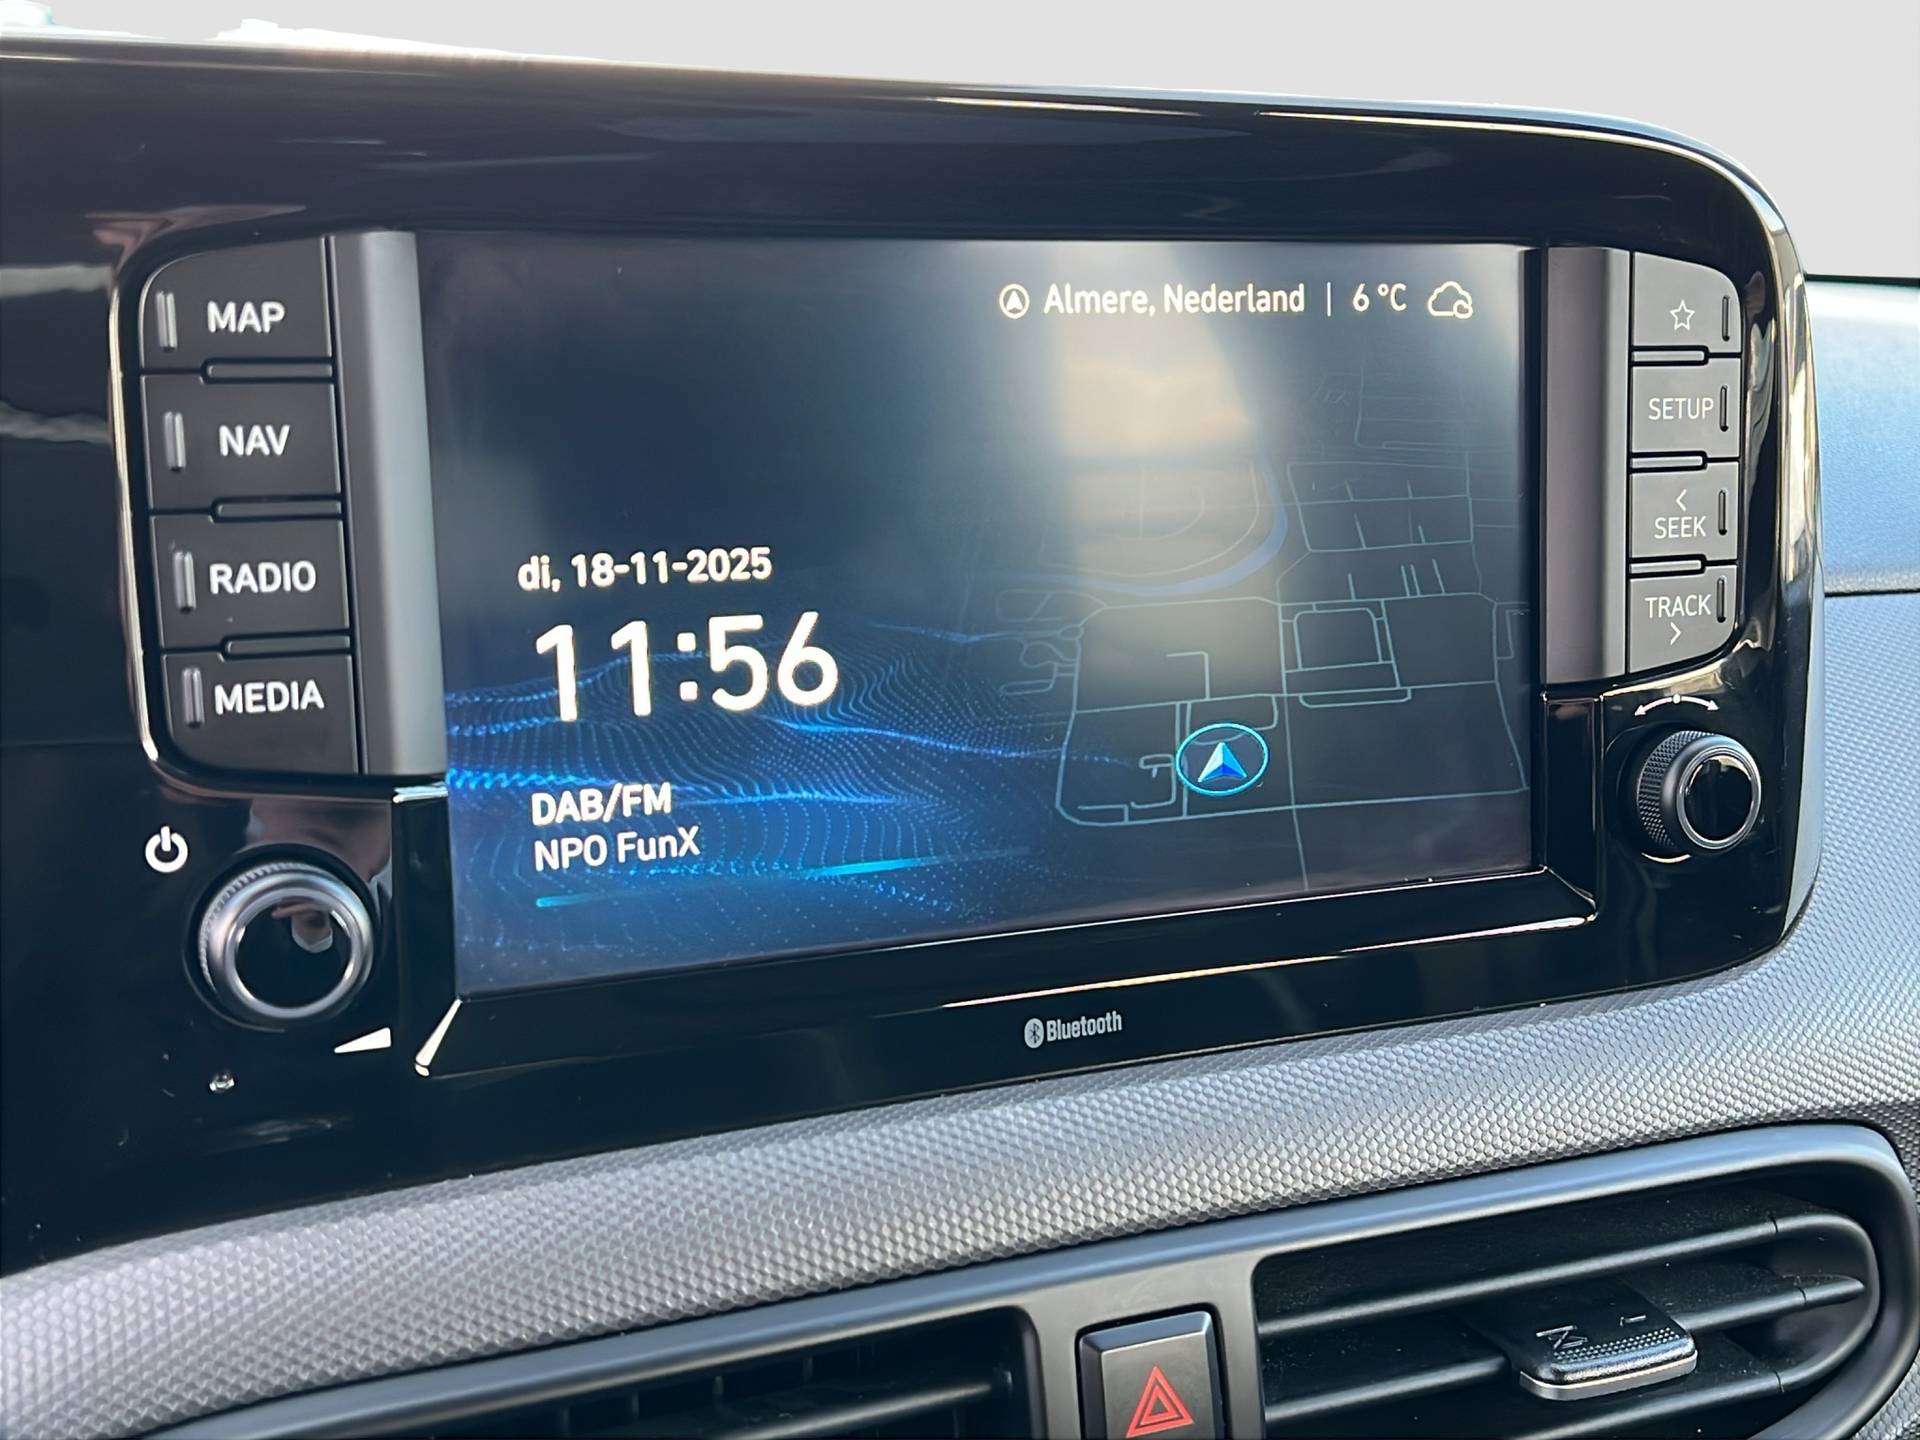 Almere, Nederland | 6 °C
MAP
NAV
RADIO
MEDIA
di, 18-11-2025
11:56
DAB/FM
NPO FunX
SETUP
<
SEEK
TRACK
>
Bluetooth